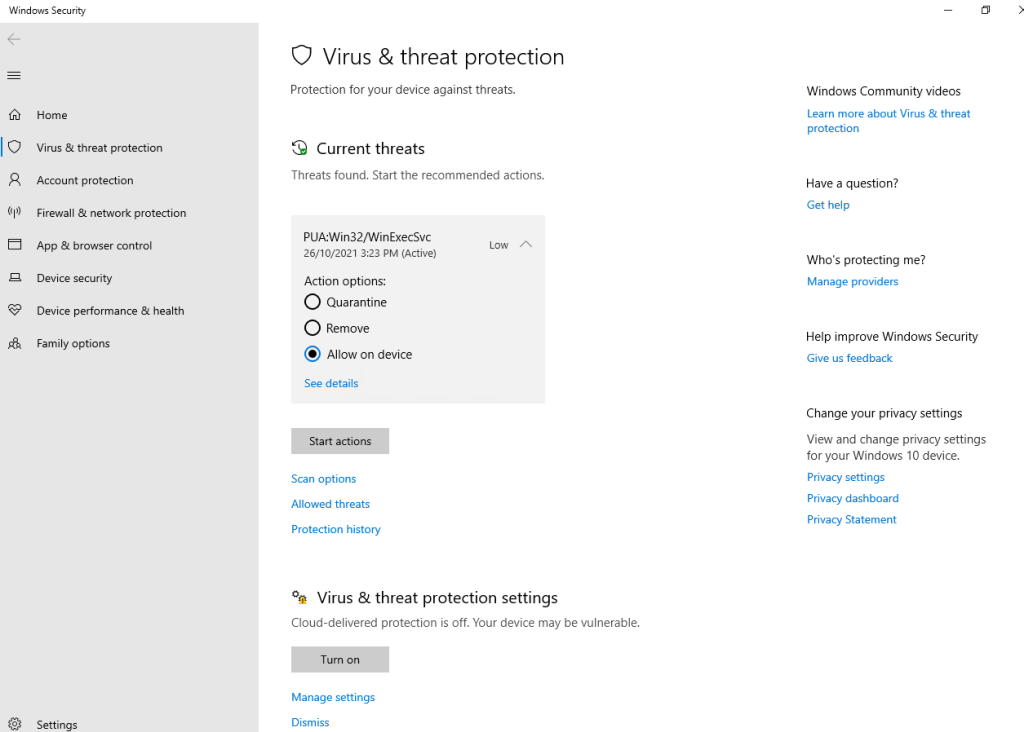 Windows Security
Home
Virus & threat protection
Account protection
Firewall & network protection
App & browser control
Device security
Device performance & health
Family options
Settings
Virus & threat protection
Protection for your device against threats.
Current threats
Threats found. Start the recommended actions.
PUA:Win32/WinExecSvc
26/10/2021 3:23 PM (Active)
Low
Action options:
Quarantine
Remove
Allow on device
See details
Start actions
Scan options
Allowed threats
Protection history
Virus & threat protection settings
Cloud-delivered protection is off. Your device may be vulnerable.
Turn on
Manage settings
Dismiss
Windows Community videos
Learn more about Virus & threat
protection
Have a question?
Get help
Who's protecting me?
Manage providers
Help improve Windows Security
Give us feedback
Change your privacy settings
View and change privacy settings
for your Windows 10 device.
Privacy settings
Privacy dashboard
Privacy Statement